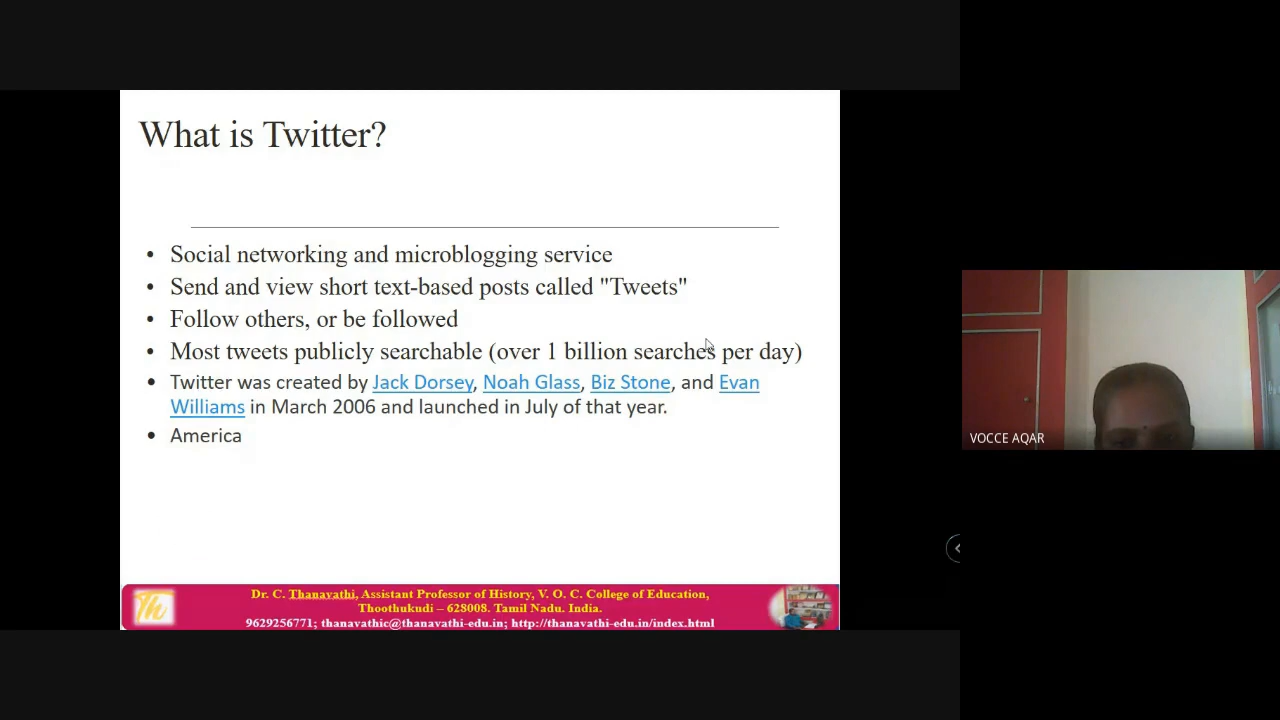 What is Twitter?
• Social networking and microblogging service
• Send and view short text-based posts called "Tweets"
• Follow others, or be followed
• Most tweets publicly searchable (over 1 billion searches per day)
• Twitter was created by Jack Dorsey, Noah Glass, Biz Stone, and Evan
Williams in March 2006 and launched in July of that year.
• America
Th
Dr. C. Thanavathi, Assistant Professor of History, V. O. C. College of Education,
Thoothukudi – 628008. Tamil Nadu. India.
9629256771; thanavathic@thanavathi-edu.in; http://thanavathi-edu.in/index.html
VOCCE AQAR